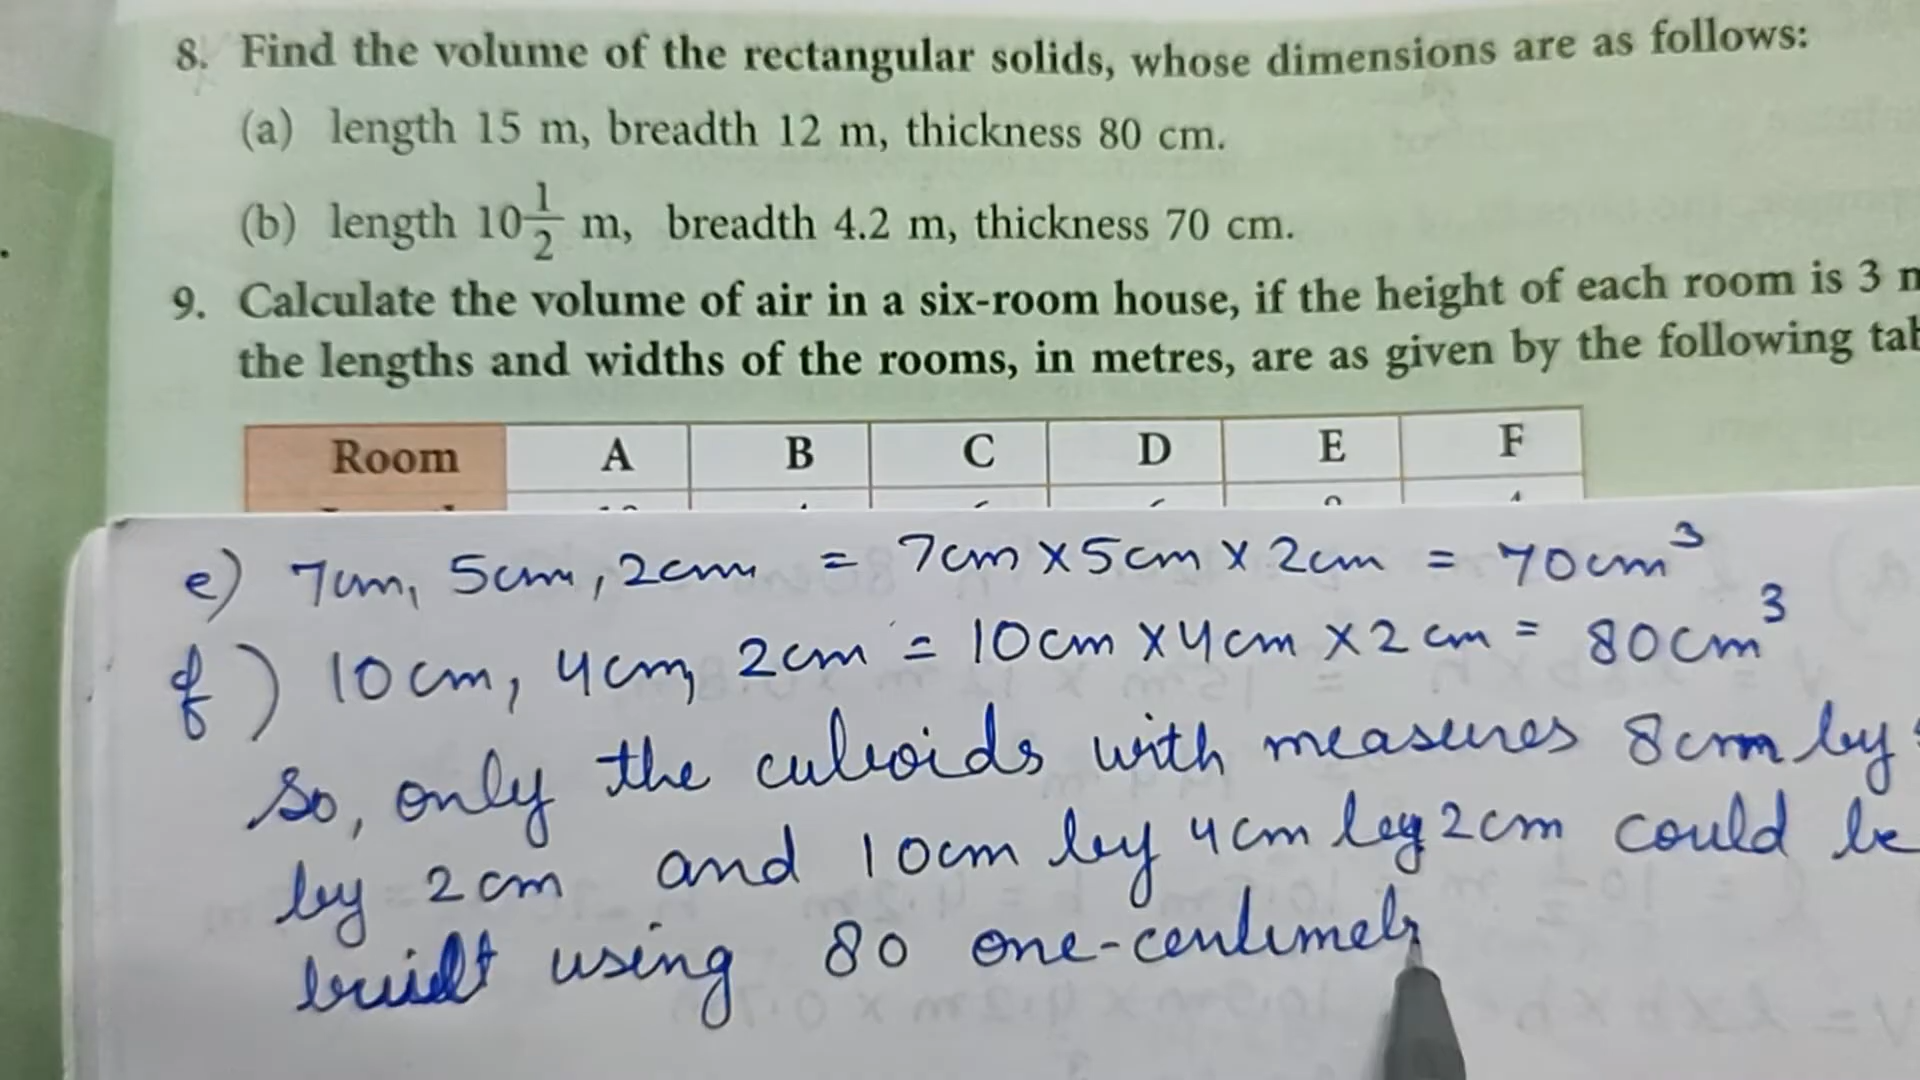 8. Find the volume of the rectangular solids, whose dimensions are as follows:
(a) length 15 m, breadth 12 m, thickness 80 cm.
(b) length 10 1/2 m, breadth 4.2 m, thickness 70 cm.
9. Calculate the volume of air in a six-room house, if the height of each room is 3
the lengths and widths of the rooms, in metres, are as given by the following
Room A B C D E F
e) 7cm, 5cm, 2cm = 7cm × 5cm × 2cm = 70cm³
f) 10cm, 4cm, 2cm = 10cm × 4cm × 2cm = 80cm³
So, only the cuboids with measures 8cm by
by 2cm and 10cm by 4cm by 2cm could be
built using 80 one-centimet